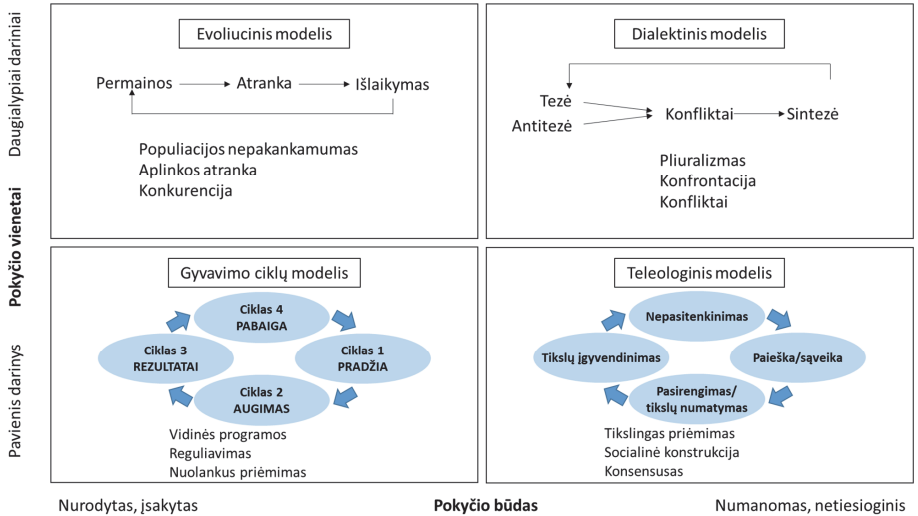 Daugialypiai dariniai
Pokyčio vienetai
Pavienis darinys
Evoliucinis modelis
Permainos
Atranka
Išlaikymas
Populiacijos nepakankamumas
Aplinkos atranka
Konkurencija
Dialektinis modelis
Tezė
Antitezė
Konfliktai
Sintezė
Pliuralizmas
Konfrontacija
Konfliktai
Gyvavimo ciklų modelis
Ciklas 4
PABAIGA
Ciklas 3
REZULTATAI
Ciklas 1
PRADŽIA
Ciklas 2
AUGIMAS
Vidinės programos
Reguliavimas
Nuolankus priėmimas
Teleologinis modelis
Nepasitenkinimas
Tikslų įgyvendinimas
Paieška/sąveika
Pasirengimas/
tikslų numatymas
Tikslingas priėmimas
Socialinė konstrukcija
Konsensusas
Nurodytas, įsakytas
Pokyčio būdas
Numanomas, netiesioginis